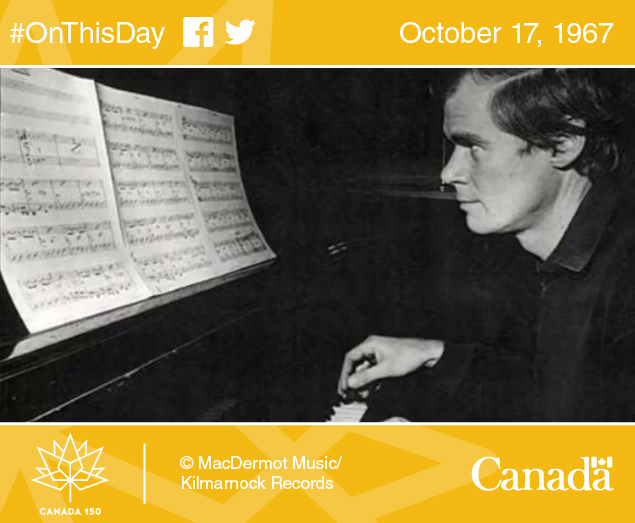 #OnThisDay
October 17, 1967
© MacDermot Music/
Kilmarnock Records
CANADA 150
Canada